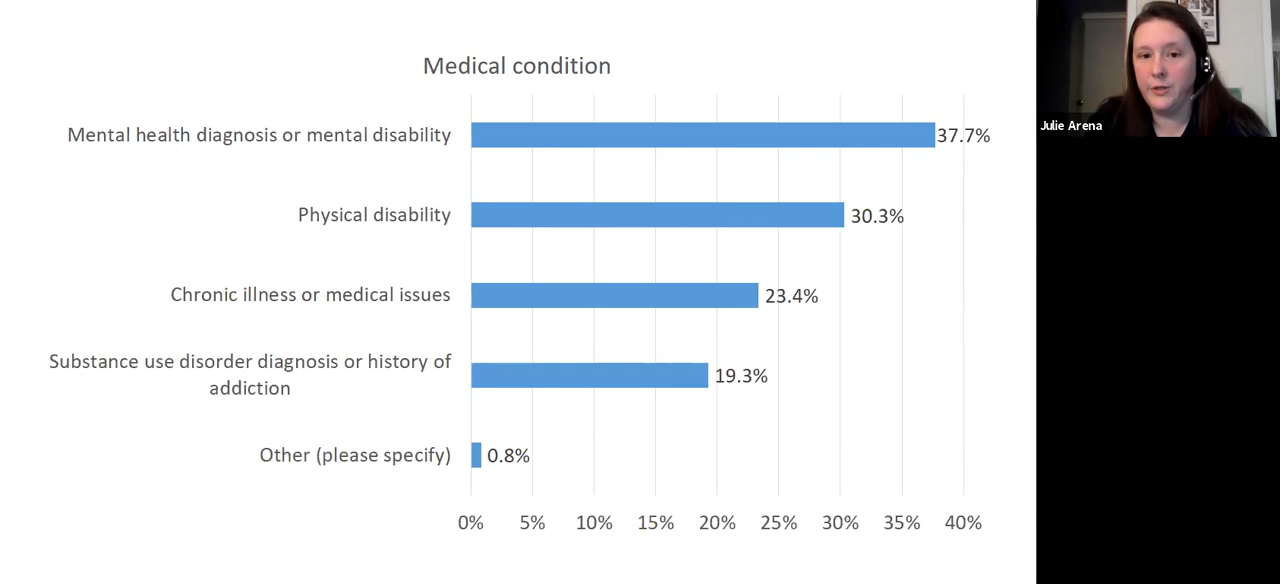 Medical condition
Mental health diagnosis or mental disability
37.7%
Physical disability
30.3%
Chronic illness or medical issues
23.4%
Substance use disorder diagnosis or history of
addiction
19.3%
Other (please specify)
0.8%
0% 5% 10% 15% 20% 25% 30% 35% 40%
Julie Arena